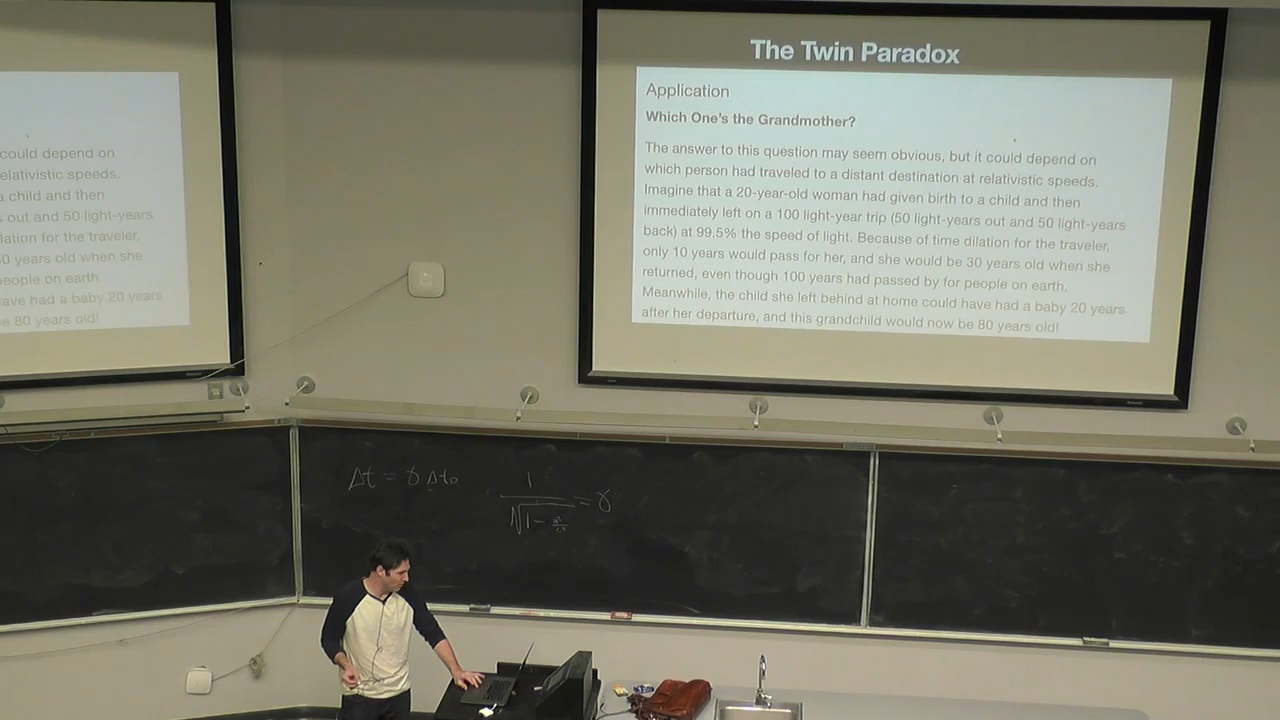 could depend on
elativistic speeds.
a child and then
s out and 50 light-years
lation for the traveler,
0 years old when she
people on earth.
ave had a baby 20 years
e 80 years old!
The Twin Paradox
Application
Which One's the Grandmother?
The answer to this question may seem obvious, but it could depend on
which person had traveled to a distant destination at relativistic speeds.
Imagine that a 20-year-old woman had given birth to a child and then
immediately left on a 100 light-year trip (50 light-years out and 50 light-years
back) at 99.5% the speed of light. Because of time dilation for the traveler,
only 10 years would pass for her, and she would be 30 years old when she
returned, even though 100 years had passed by for people on earth.
Meanwhile, the child she left behind at home could have had a baby 20 years
after her departure, and this grandchild would now be 80 years old!
Δt = γ Δt₀
1
√1 - = γ